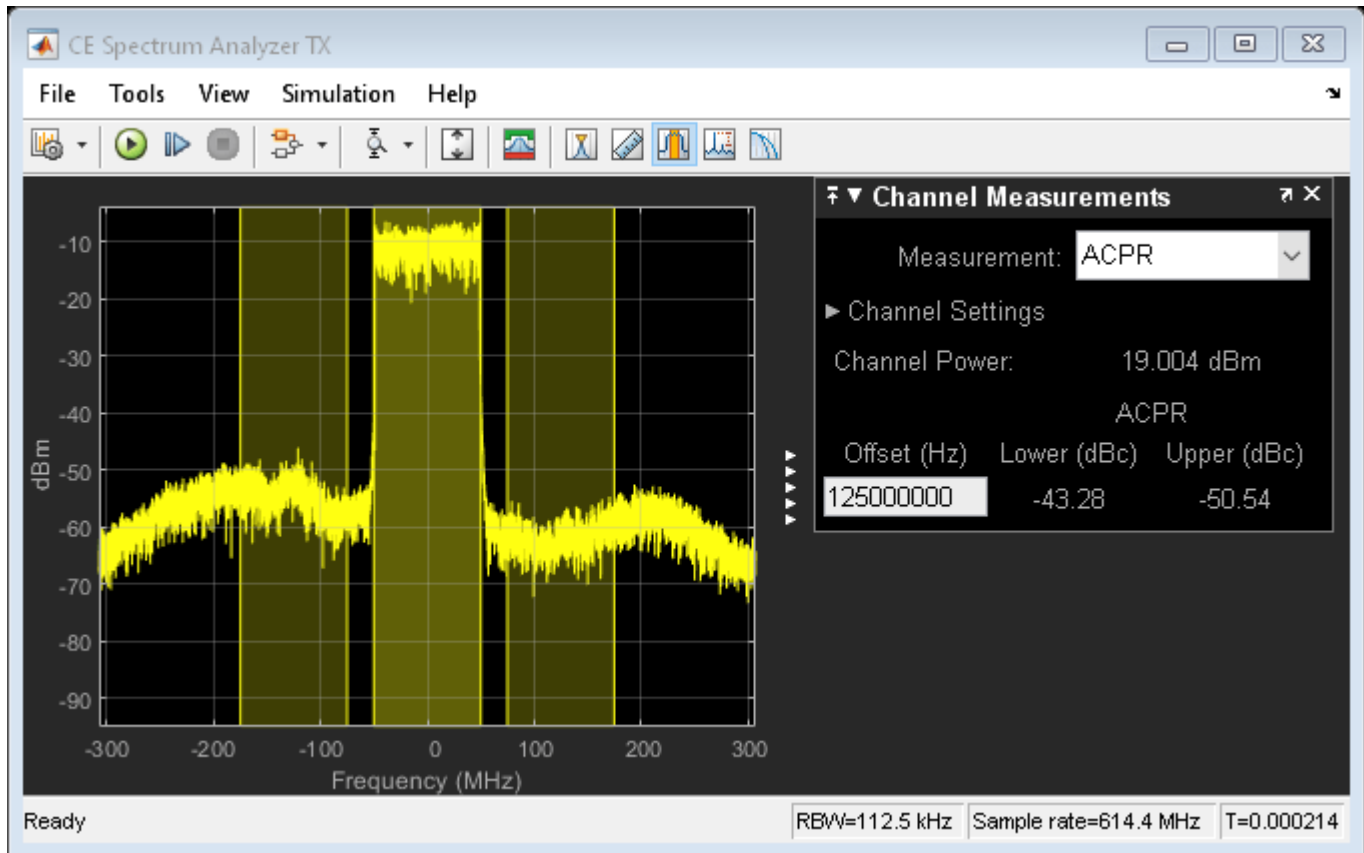 CE Spectrum Analyzer TX
File Tools View Simulation Help
Channel Measurements
Measurement: ACPR
Channel Settings
Channel Power: 19.004 dBm
ACPR
Offset (Hz) Lower (dBc) Upper (dBc)
125000000 -43.28 -50.54
-10
-20
-30
-40
-50
-60
-70
-80
-90
dBm
-300 -200 -100 0 100 200 300
Frequency (MHz)
Ready RBW=112.5 kHz Sample rate=614.4 MHz T=0.000214